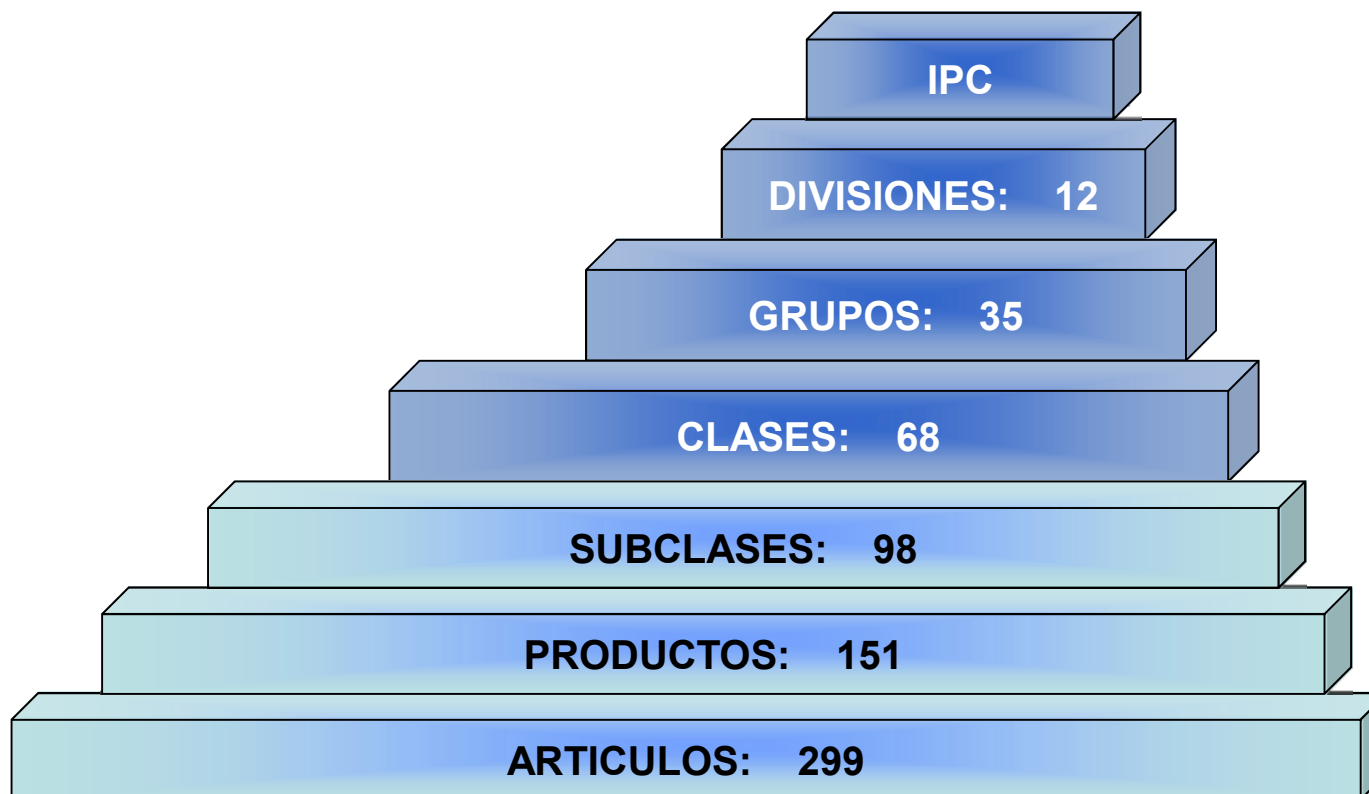 IPC
DIVISIONES: 12
GRUPOS: 35
CLASES: 68
SUBCLASES: 98
PRODUCTOS: 151
ARTICULOS: 299